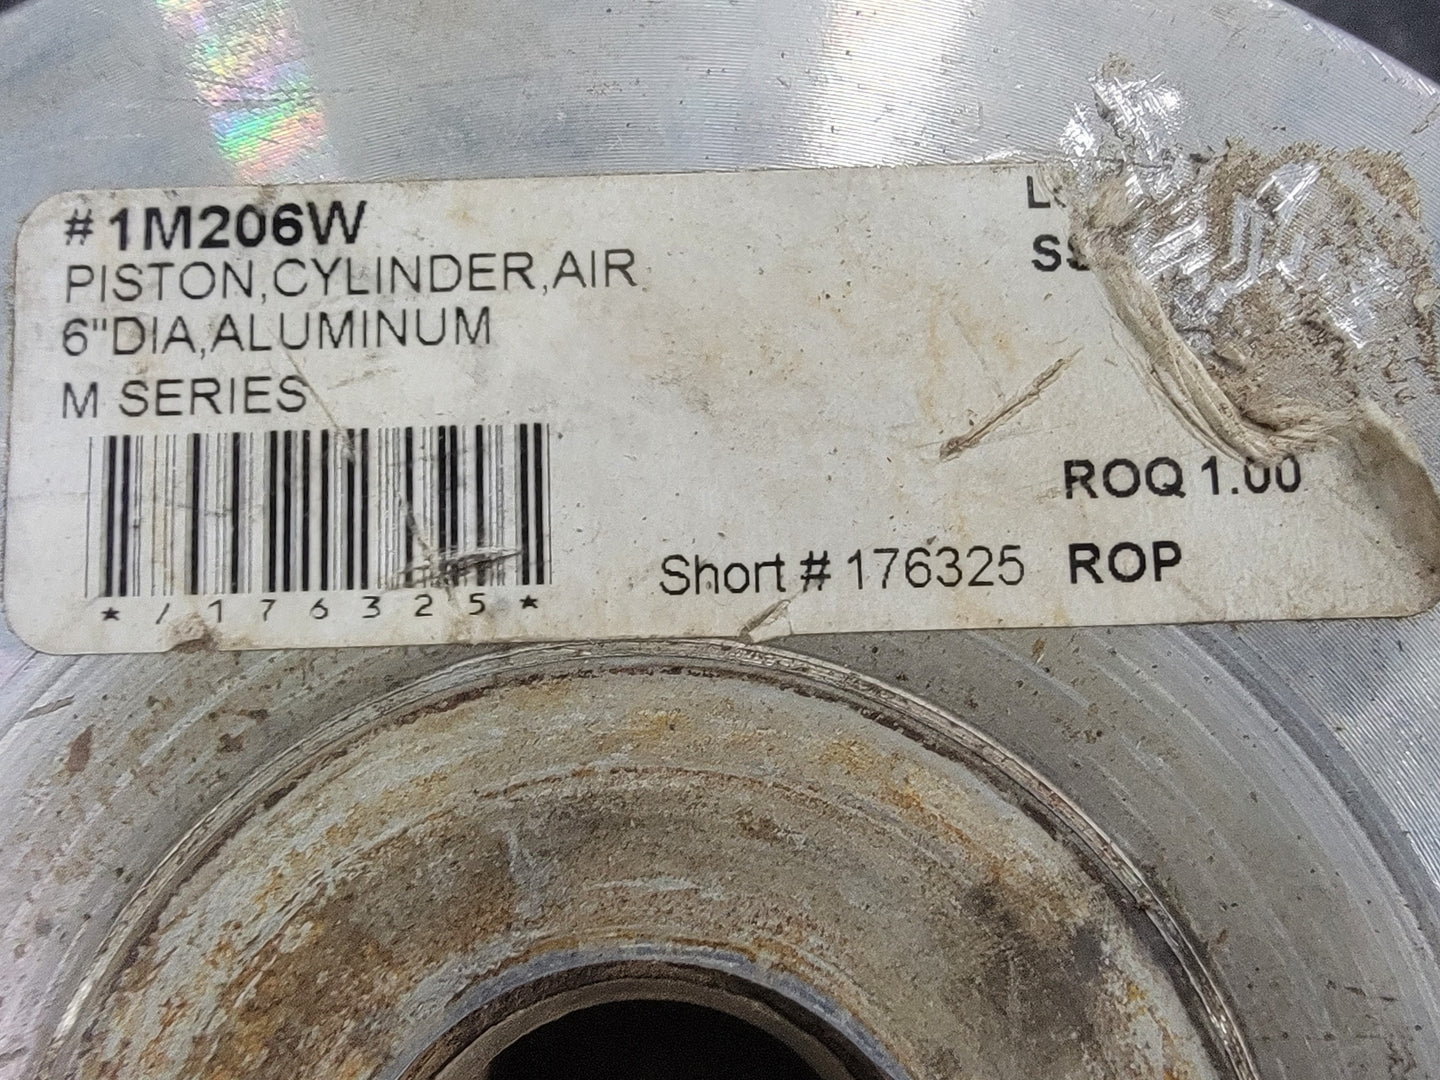 #1M206W
PISTON,CYLINDER,AIR
6"DIA,ALUMINUM
M SERIES
*/176325*
Short # 176325
ROQ 1.00
ROP